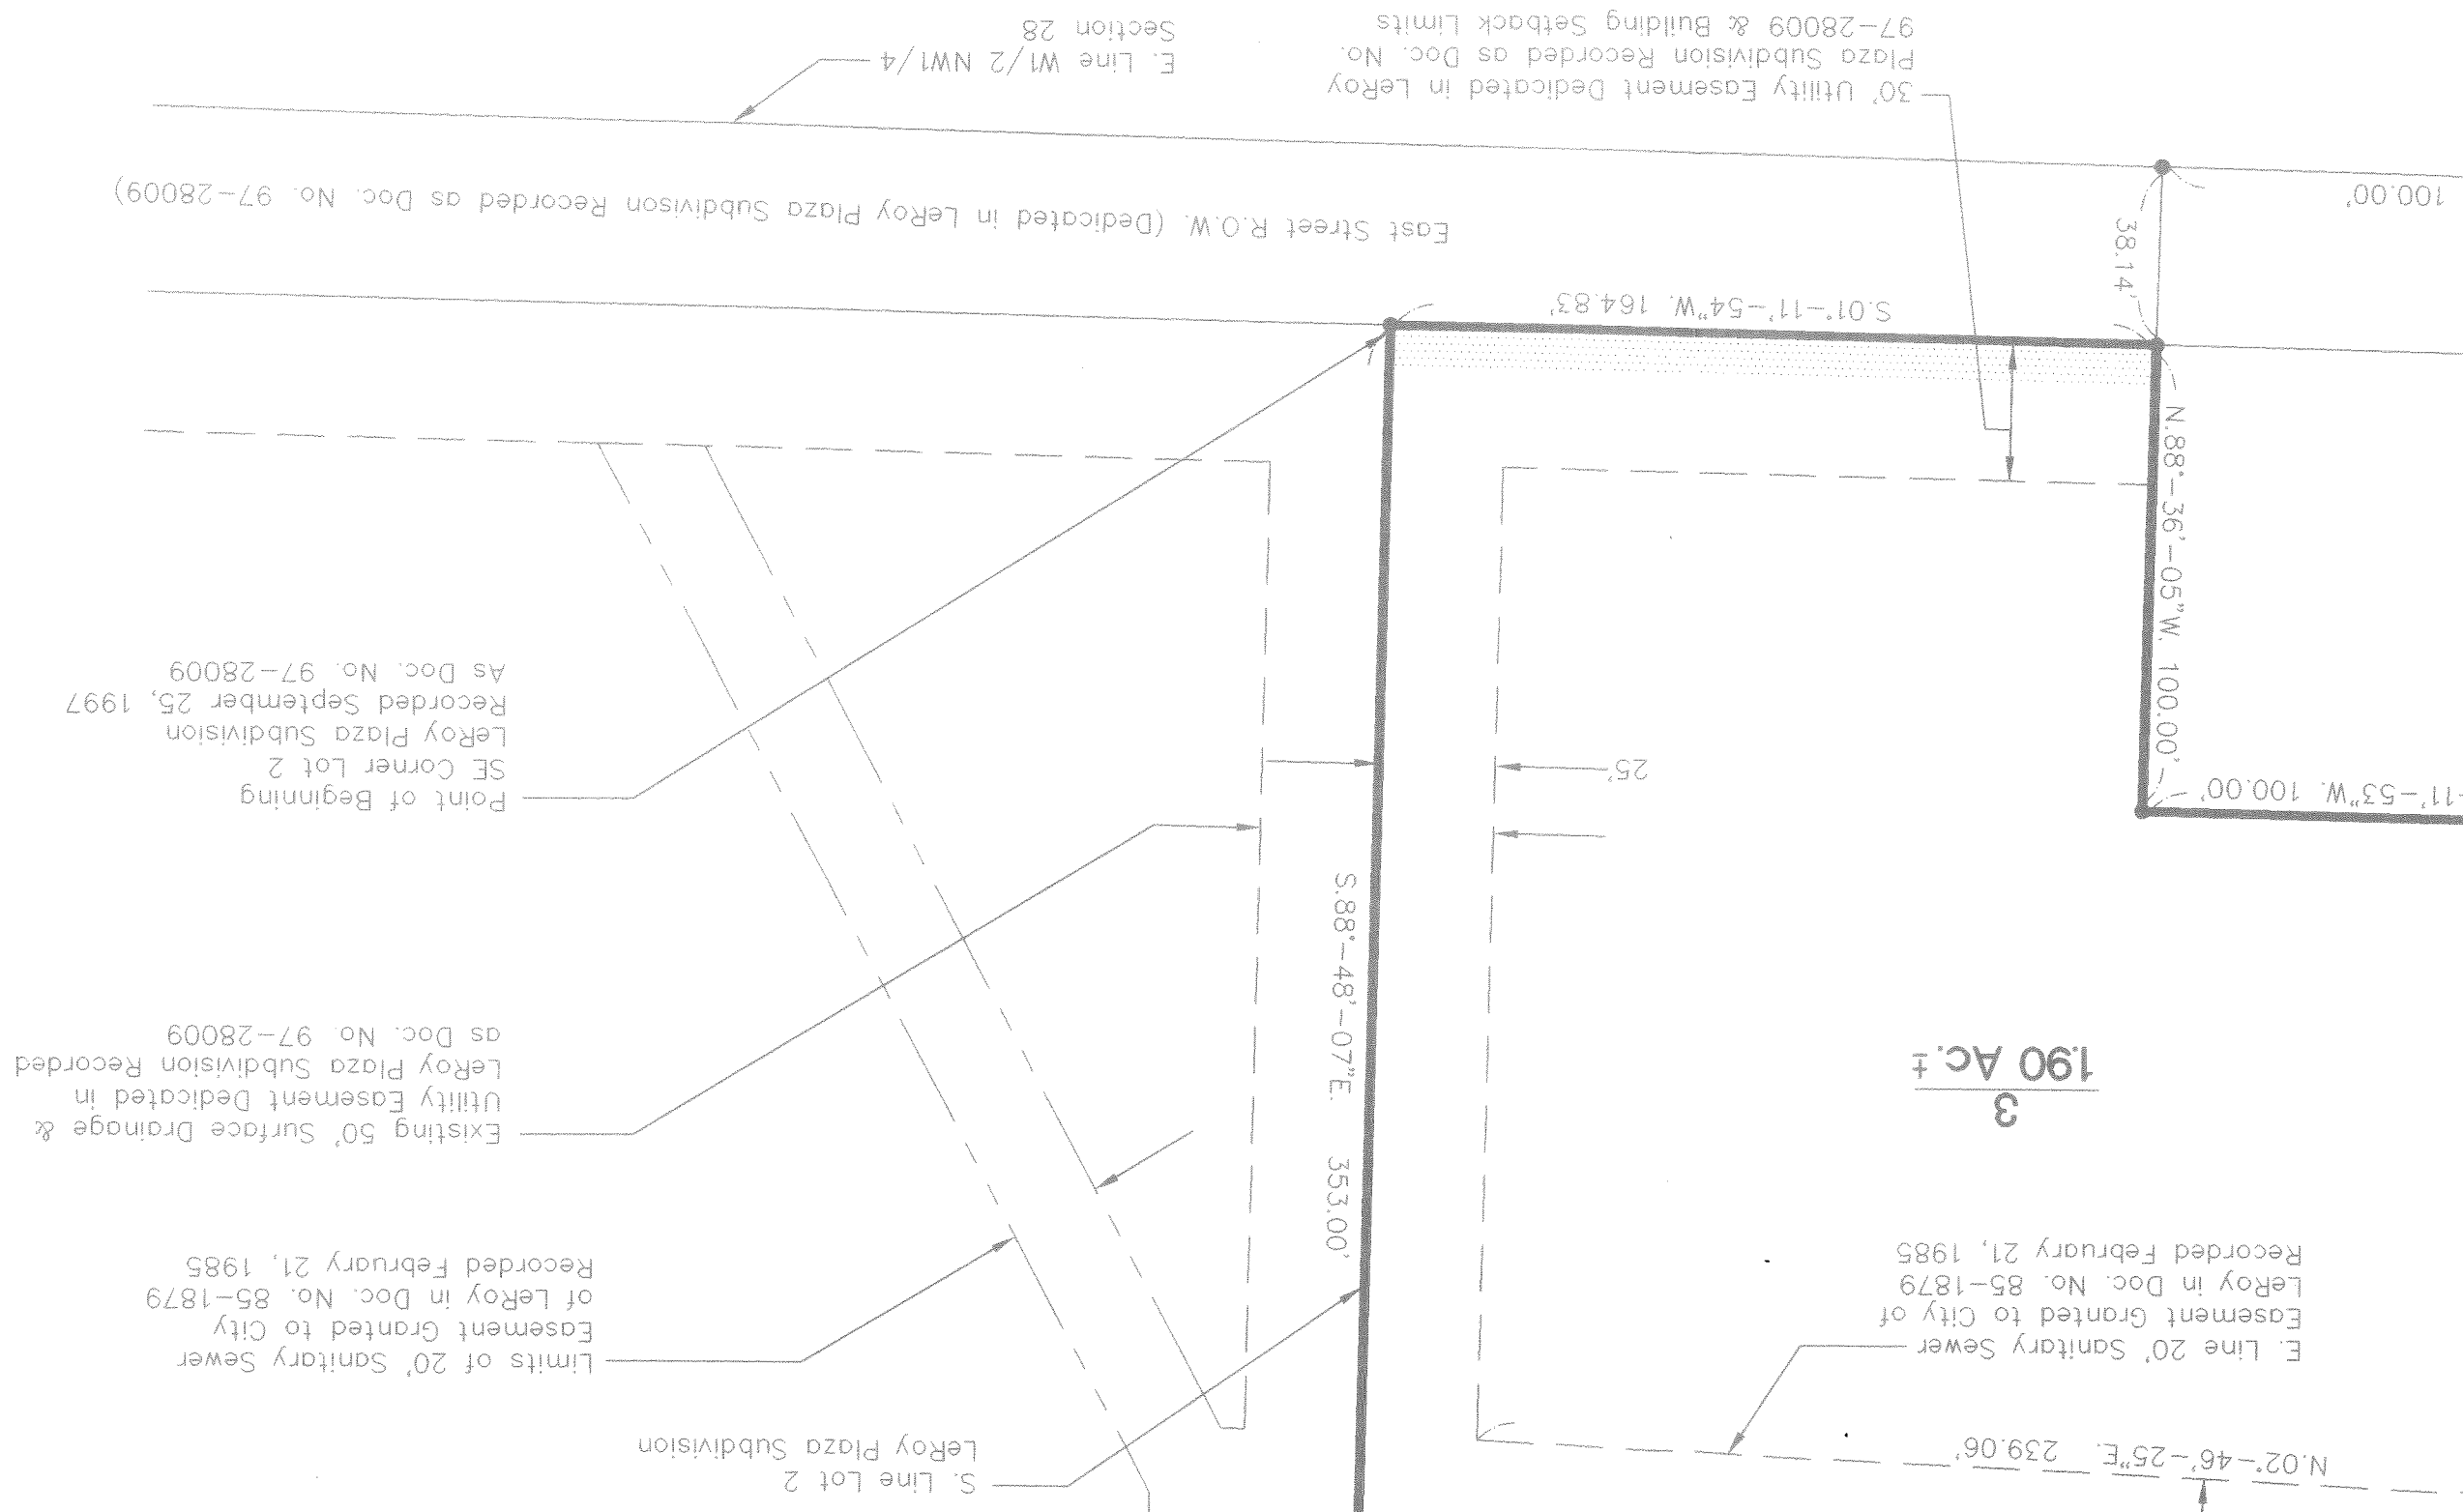 N.02°-46'-25"E. 239.06'
S. Line Lot 2
LeRoy Plaza Subdivision
E. Line 20' Sanitary Sewer
Easement Granted to City of
LeRoy in Doc. No. 85-1879
Recorded February 21, 1985
Limits of 20' Sanitary Sewer
Easement Granted to City
of LeRoy in Doc. No. 85-1879
Recorded February 21, 1985
3
1.90 Ac.±
S.88°-48'-07"E. 353.00'
Existing 50' Surface Drainage &
Utility Easement Dedicated in
LeRoy Plaza Subdivision Recorded
as Doc. No. 97-28009
-11'-53"W. 100.00'
25'
Point of Beginning
SE Corner Lot 2
LeRoy Plaza Subdivision
Recorded September 25, 1997
As Doc. No. 97-28009
N.88°-36'-05"W. 100.00'
S.01°-11'-54"W. 164.83'
38.14'
100.00'
East Street R.O.W. (Dedicated in LeRoy Plaza Subdivison Recorded as Doc. No. 97-28009)
30' Utility Easement Dedicated in LeRoy
Plaza Subdivision Recorded as Doc. No.
97-28009 & Building Setback Limits
E. Line W1/2 NW1/4
Section 28